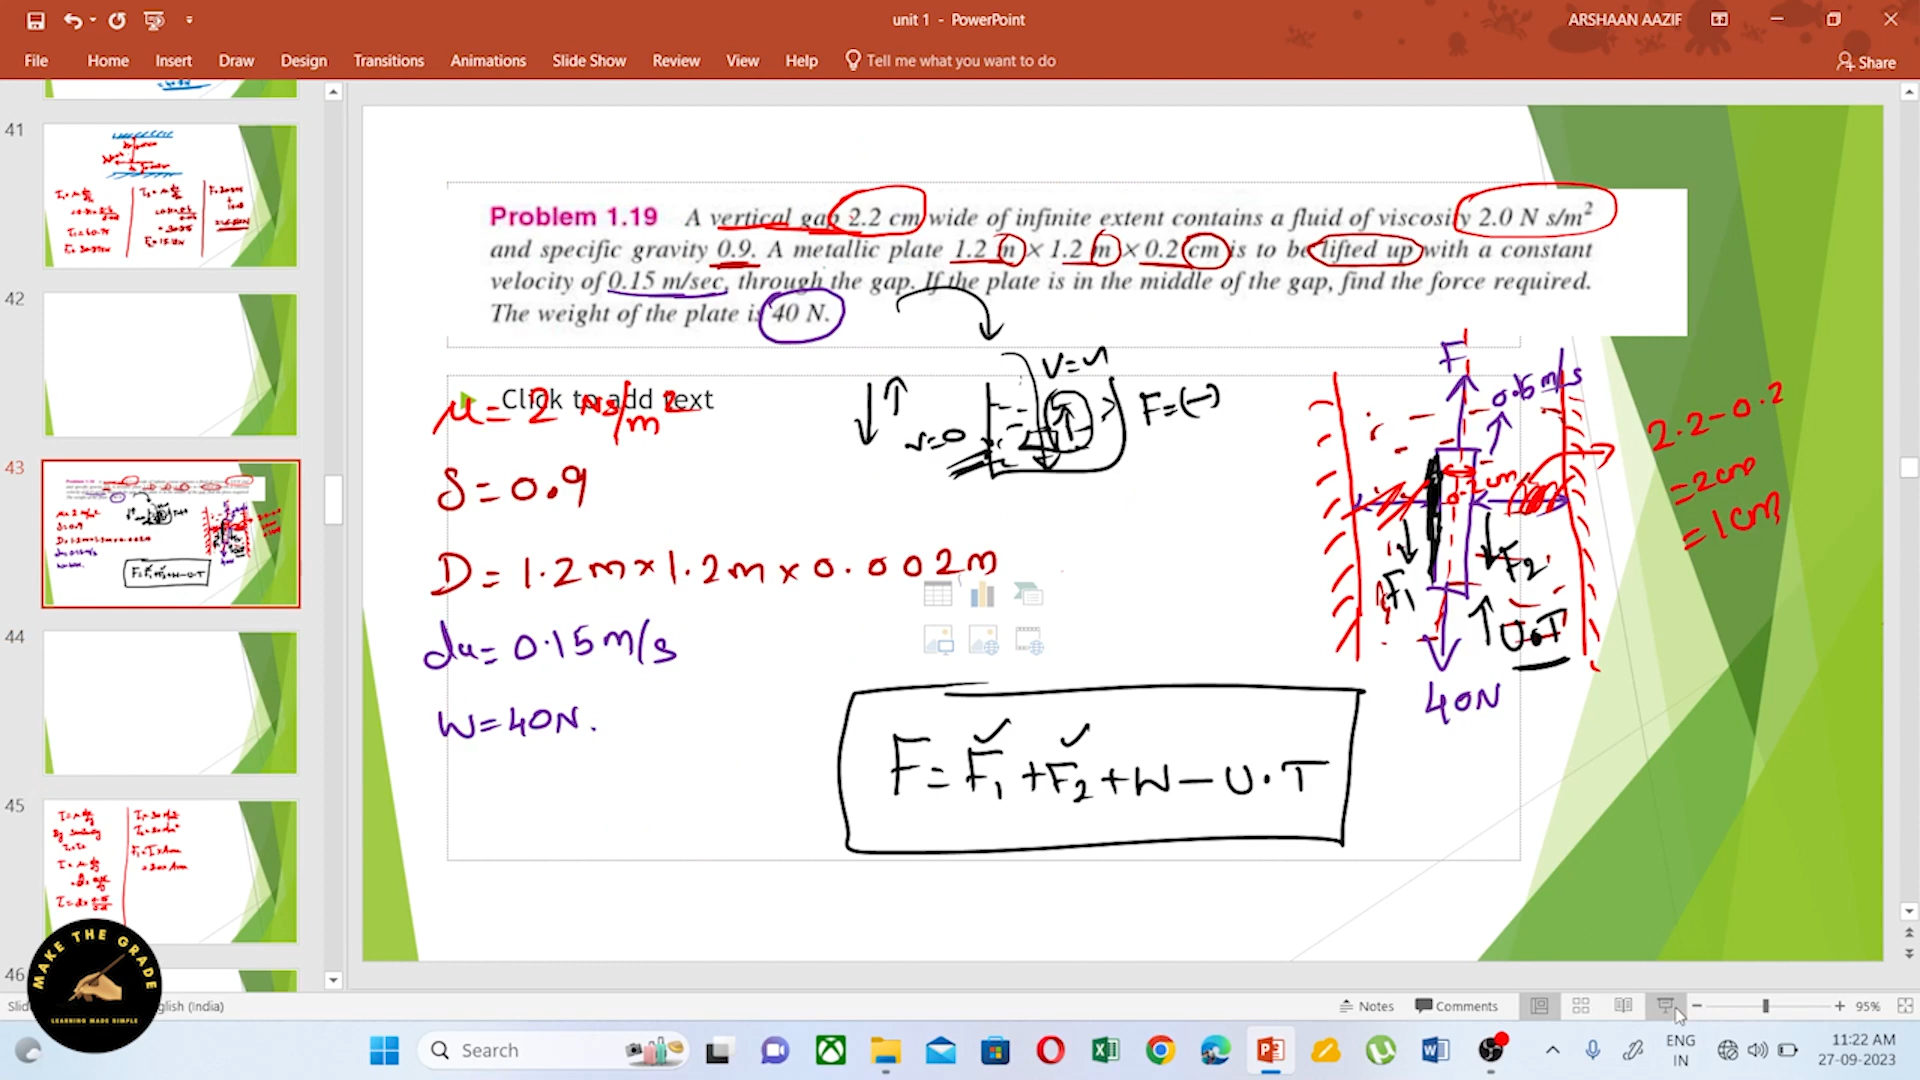 unit 1 - PowerPoint
ARSHAAN AAZIF
File Home Insert Draw Design Transitions Animations Slide Show Review View Help Tell me what you want to do
Share
41
42
43
44
45
46
Problem 1.19 A vertical gap 2.2 cm wide of infinite extent contains a fluid of viscosity 2.0 N s/m²
and specific gravity 0.9. A metallic plate 1.2 m × 1.2 m × 0.2 cm is to be lifted up with a constant
velocity of 0.15 m/sec, through the gap. If the plate is in the middle of the gap, find the force required.
The weight of the plate is 40 N.
Click to add text
μ = 2 Ns/m²
S = 0.9
D = 1.2m × 1.2m × 0.002m
du = 0.15 m/s
W = 40N.
V = v
v = 0
F = (-)
F
0.15 m/s
F₁
F₂
U.T
40N
2.2 - 0.2
= 2cm
= 1cm
F = F₁ + F₂ + W - U.T
MAKE THE GRADE
LEARNING MADE SIMPLE
English (India)
Notes Comments 95%
Search
ENG
IN
11:22 AM
27-09-2023